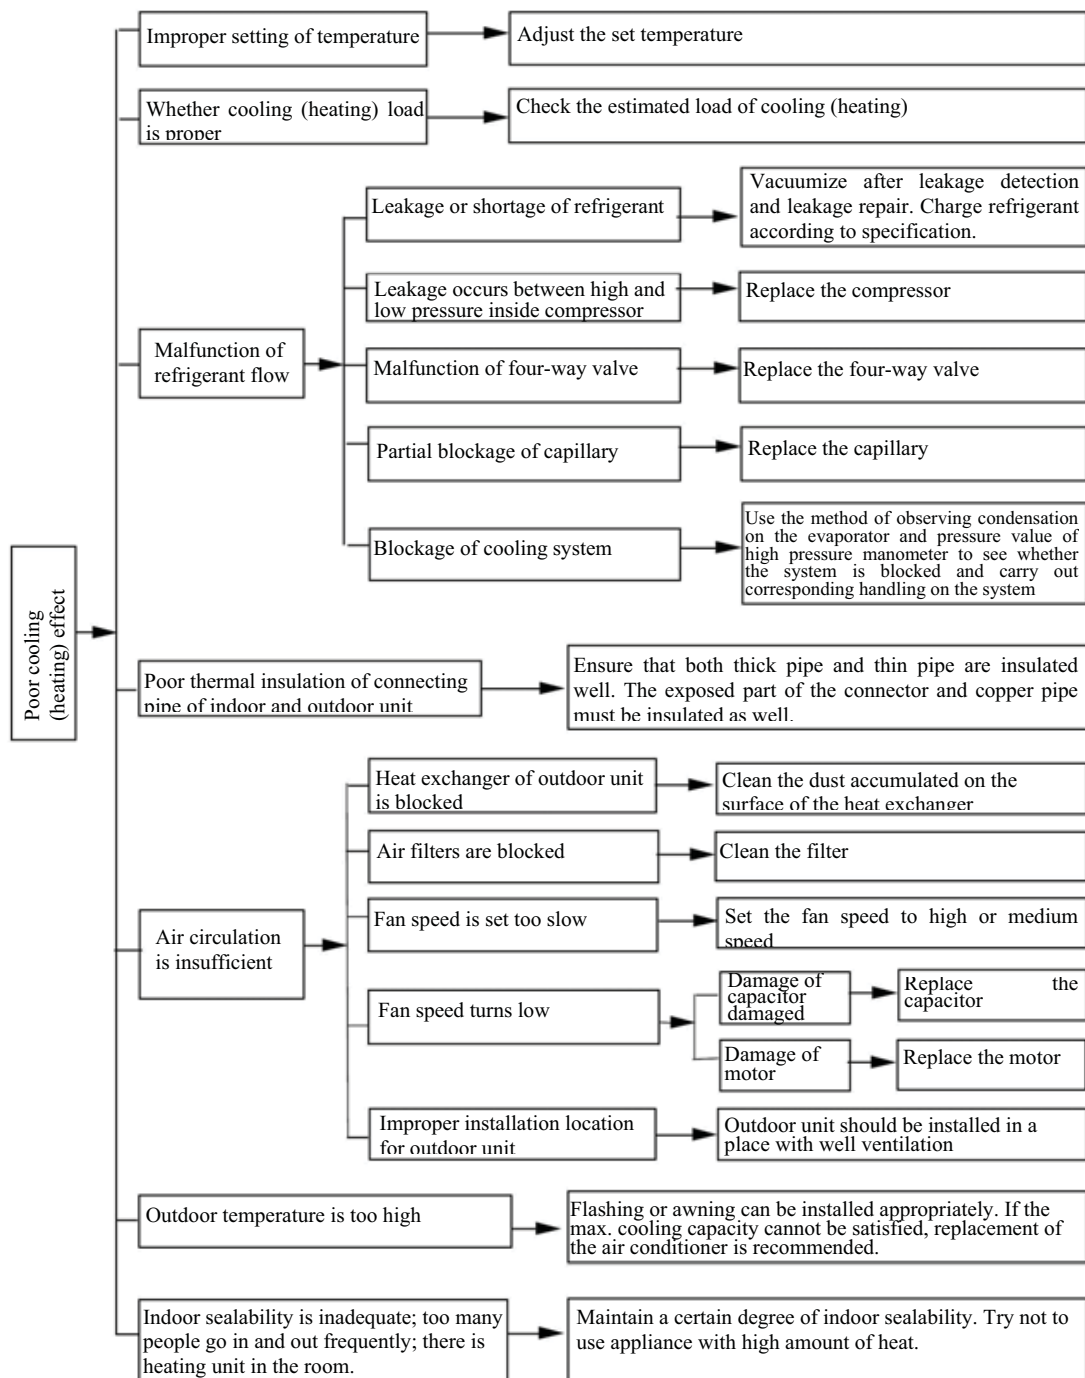 Improper setting of temperature
Adjust the set temperature
Whether cooling (heating) load
is proper
Check the estimated load of cooling (heating)
Leakage or shortage of refrigerant
Vacuumize after leakage detection
and leakage repair. Charge refrigerant
according to specification.
Leakage occurs between high and
low pressure inside compressor
Replace the compressor
Malfunction of
refrigerant flow
Malfunction of four-way valve
Replace the four-way valve
Partial blockage of capillary
Replace the capillary
Blockage of cooling system
Use the method of observing condensation
on the evaporator and pressure value of
high pressure manometer to see whether
the system is blocked and carry out
corresponding handling on the system
Poor cooling
(heating) effect
Poor thermal insulation of connecting
pipe of indoor and outdoor unit
Ensure that both thick pipe and thin pipe are insulated
well. The exposed part of the connector and copper pipe
must be insulated as well.
Heat exchanger of outdoor unit
is blocked
Clean the dust accumulated on the
surface of the heat exchanger
Air filters are blocked
Clean the filter
Fan speed is set too slow
Set the fan speed to high or medium
speed
Air circulation
is insufficient
Fan speed turns low
Damage of
capacitor
damaged
Replace the
capacitor
Damage of
motor
Replace the motor
Improper installation location
for outdoor unit
Outdoor unit should be installed in a
place with well ventilation
Outdoor temperature is too high
Flashing or awning can be installed appropriately. If the
max. cooling capacity cannot be satisfied, replacement of
the air conditioner is recommended.
Indoor sealability is inadequate; too many
people go in and out frequently; there is
heating unit in the room.
Maintain a certain degree of indoor sealability. Try not to
use appliance with high amount of heat.